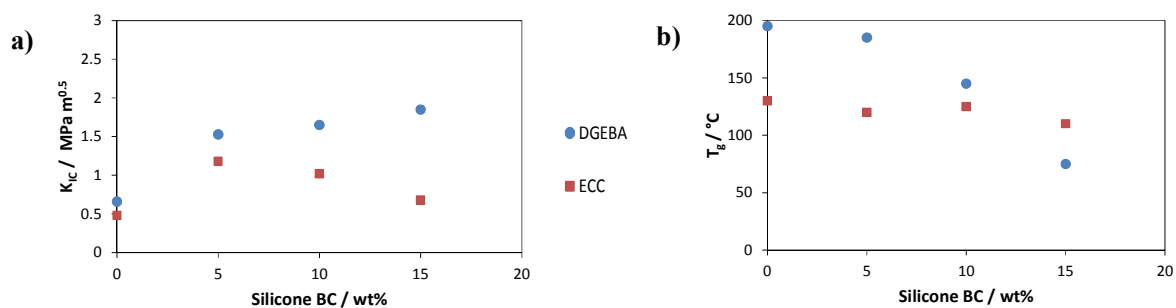 a)
K_IC / MPa m^0.5
3
2.5
2
1.5
1
0.5
0
0 5 10 15 20
Silicone BC / wt%
DGEBA
ECC
b)
T_g / °C
200
150
100
50
0
0 5 10 15 20
Silicone BC / wt%